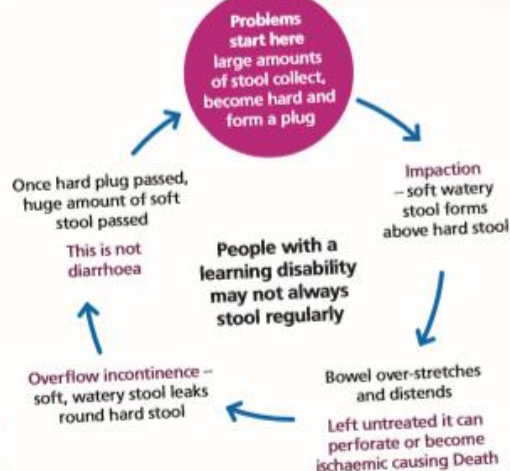 Problems
start here
large amounts
of stool collect,
become hard and
form a plug
Impaction
– soft watery
stool forms
above hard stool
Bowel over-stretches
and distends
Left untreated it can
perforate or become
ischaemic causing Death
Overflow incontinence –
soft, watery stool leaks
round hard stool
Once hard plug passed,
huge amount of soft
stool passed
This is not
diarrhoea
People with a
learning disability
may not always
stool regularly